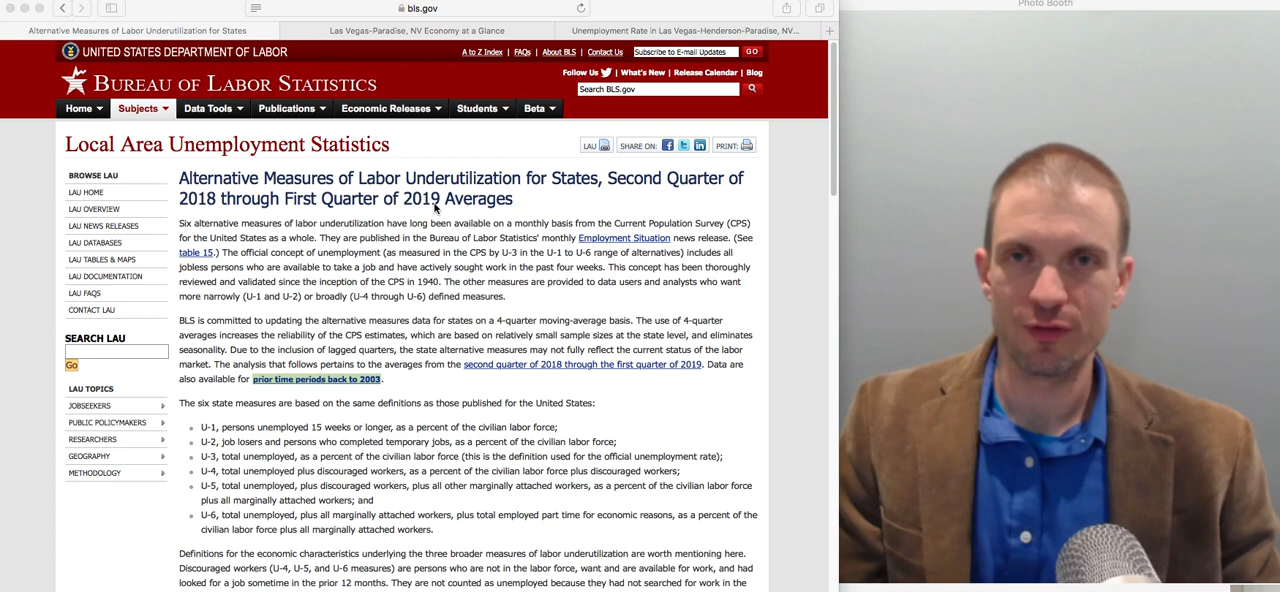 Photo Booth
bls.gov
Alternative Measures of Labor Underutilization for States
Las Vegas-Paradise, NV Economy at a Glance
Unemployment Rate in Las Vegas-Henderson-Paradise, NV...
UNITED STATES DEPARTMENT OF LABOR
A to Z Index | FAQs | About BLS | Contact Us
Subscribe to E-mail Updates
GO
BUREAU OF LABOR STATISTICS
Follow Us | What's New | Release Calendar | Blog
Search BLS.gov
Home
Subjects
Data Tools
Publications
Economic Releases
Students
Beta
Local Area Unemployment Statistics
LAU
SHARE ON:
PRINT:
BROWSE LAU
LAU HOME
LAU OVERVIEW
LAU NEWS RELEASES
LAU DATABASES
LAU TABLES & MAPS
LAU DOCUMENTATION
LAU FAQS
CONTACT LAU
SEARCH LAU
Go
LAU TOPICS
JOBSEEKERS
PUBLIC POLICYMAKERS
RESEARCHERS
GEOGRAPHY
METHODOLOGY
Alternative Measures of Labor Underutilization for States, Second Quarter of
2018 through First Quarter of 2019 Averages
Six alternative measures of labor underutilization have long been available on a monthly basis from the Current Population Survey (CPS)
for the United States as a whole. They are published in the Bureau of Labor Statistics' monthly Employment Situation news release. (See
table 15.) The official concept of unemployment (as measured in the CPS by U-3 in the U-1 to U-6 range of alternatives) includes all
jobless persons who are available to take a job and have actively sought work in the past four weeks. This concept has been thoroughly
reviewed and validated since the inception of the CPS in 1940. The other measures are provided to data users and analysts who want
more narrowly (U-1 and U-2) or broadly (U-4 through U-6) defined measures.
BLS is committed to updating the alternative measures data for states on a 4-quarter moving-average basis. The use of 4-quarter
averages increases the reliability of the CPS estimates, which are based on relatively small sample sizes at the state level, and eliminates
seasonality. Due to the inclusion of lagged quarters, the state alternative measures may not fully reflect the current status of the labor
market. The analysis that follows pertains to the averages from the second quarter of 2018 through the first quarter of 2019. Data are
also available for prior time periods back to 2003.
The six state measures are based on the same definitions as those published for the United States:
U-1, persons unemployed 15 weeks or longer, as a percent of the civilian labor force;
U-2, job losers and persons who completed temporary jobs, as a percent of the civilian labor force;
U-3, total unemployed, as a percent of the civilian labor force (this is the definition used for the official unemployment rate);
U-4, total unemployed plus discouraged workers, as a percent of the civilian labor force plus discouraged workers;
U-5, total unemployed, plus discouraged workers, plus all other marginally attached workers, as a percent of the civilian labor force
plus all marginally attached workers; and
U-6, total unemployed, plus all marginally attached workers, plus total employed part time for economic reasons, as a percent of the
civilian labor force plus all marginally attached workers.
Definitions for the economic characteristics underlying the three broader measures of labor underutilization are worth mentioning here.
Discouraged workers (U-4, U-5, and U-6 measures) are persons who are not in the labor force, want and are available for work, and had
looked for a job sometime in the prior 12 months. They are not counted as unemployed because they had not searched for work in the